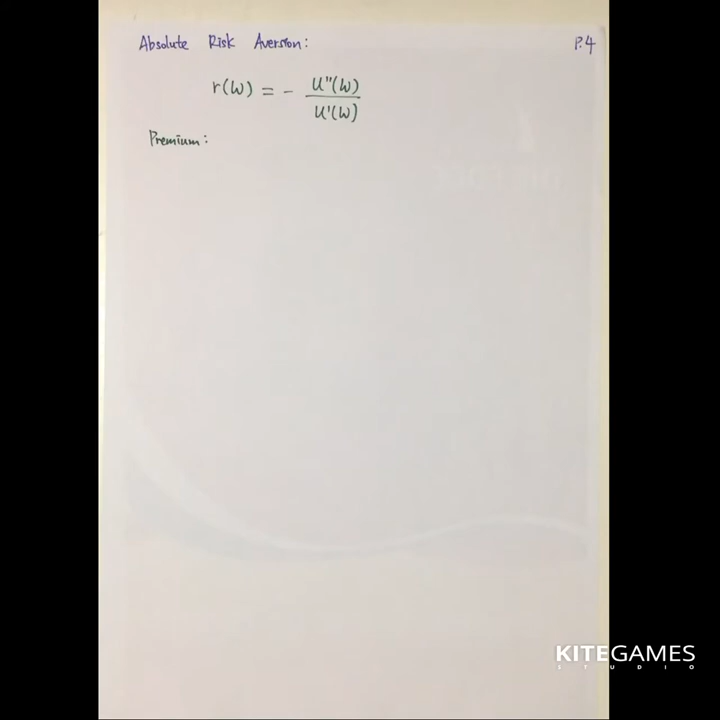 Absolute Risk Aversion: P.4
r(W) = - U''(W) / U'(W)
Premium:
KITEGAMES
STUDIO